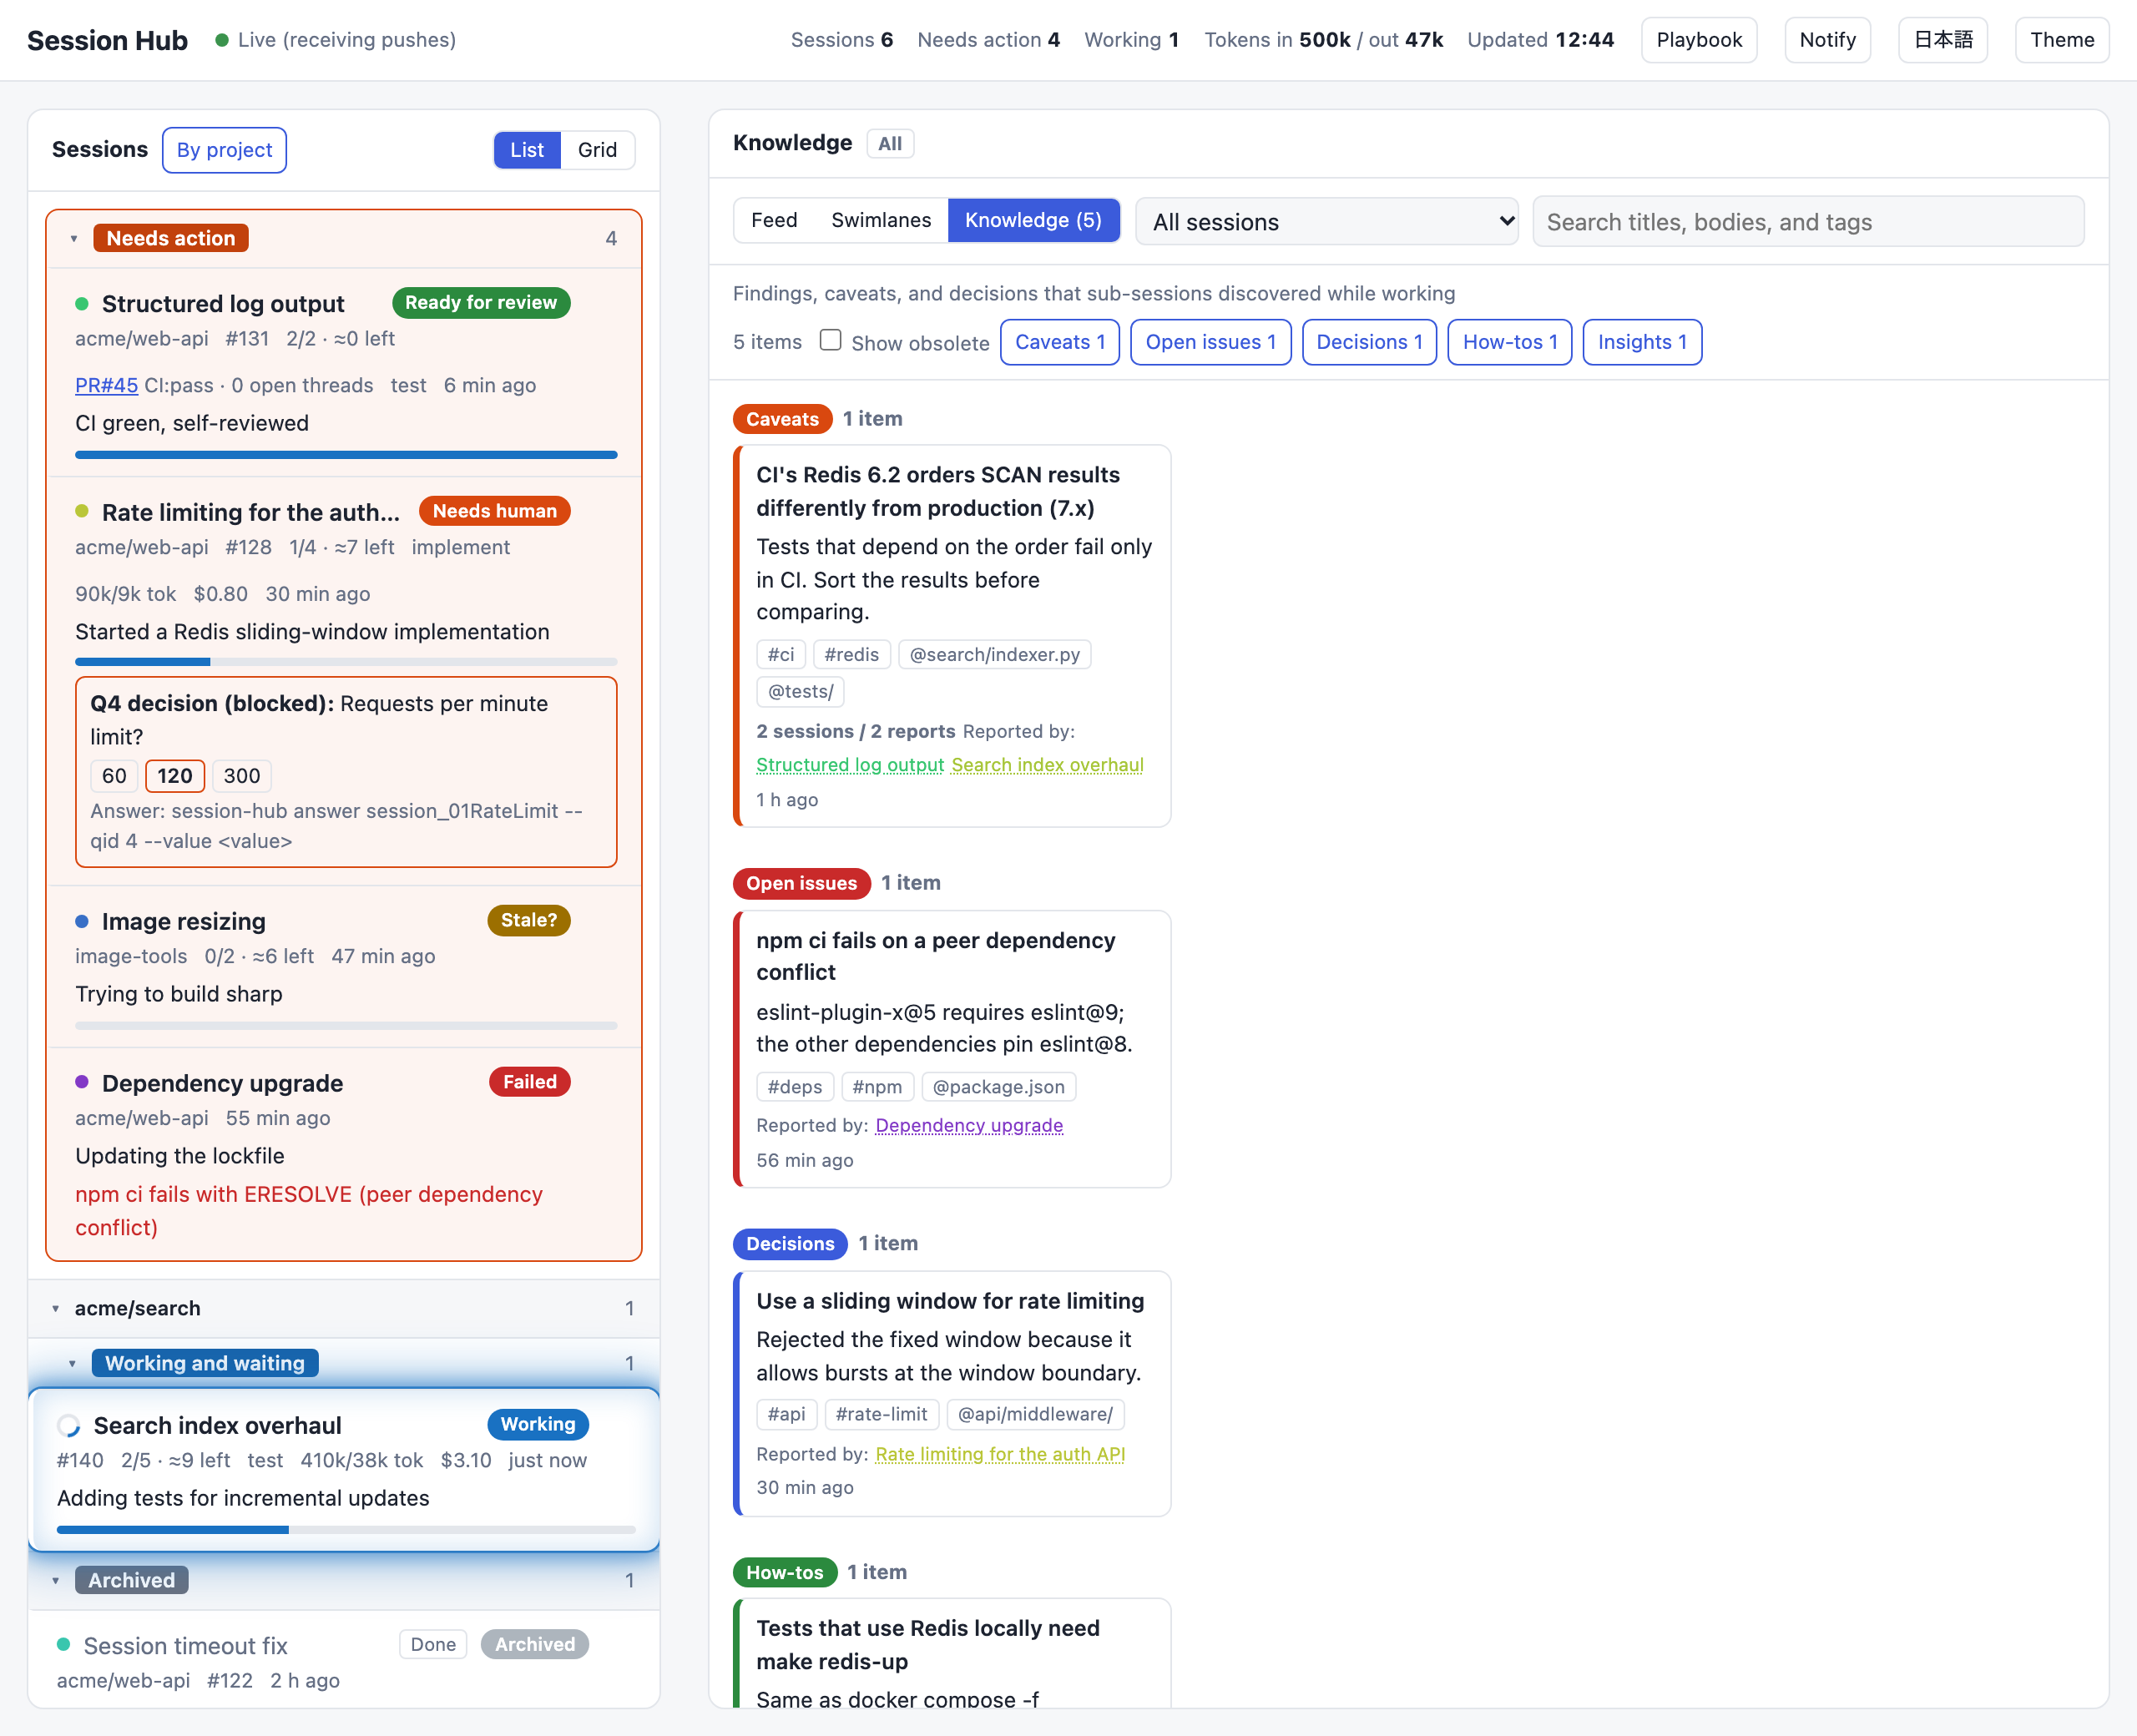 Session Hub
Live (receiving pushes)
Sessions 6 Needs action 4 Working 1 Tokens in 500k / out 47k Updated 12:44
Playbook
Notify
日本語
Theme
Sessions
By project
List
Grid
Needs action
4
Structured log output
Ready for review
acme/web-api #131 2/2 · ≈0 left
PR#45 CI:pass · 0 open threads test 6 min ago
CI green, self-reviewed
Rate limiting for the auth...
Needs human
acme/web-api #128 1/4 · ≈7 left implement
90k/9k tok $0.80 30 min ago
Started a Redis sliding-window implementation
Q4 decision (blocked): Requests per minute
limit?
60 120 300
Answer: session-hub answer session_01RateLimit --
qid 4 --value <value>
Image resizing
Stale?
image-tools 0/2 · ≈6 left 47 min ago
Trying to build sharp
Dependency upgrade
Failed
acme/web-api 55 min ago
Updating the lockfile
npm ci fails with ERESOLVE (peer dependency
conflict)
acme/search
1
Working and waiting
1
Search index overhaul
Working
#140 2/5 · ≈9 left test 410k/38k tok $3.10 just now
Adding tests for incremental updates
Archived
1
Session timeout fix
Done
Archived
acme/web-api #122 2 h ago
Knowledge
All
Feed
Swimlanes
Knowledge (5)
All sessions
Search titles, bodies, and tags
Findings, caveats, and decisions that sub-sessions discovered while working
5 items
Show obsolete
Caveats 1
Open issues 1
Decisions 1
How-tos 1
Insights 1
Caveats 1 item
CI's Redis 6.2 orders SCAN results
differently from production (7.x)
Tests that depend on the order fail only
in CI. Sort the results before
comparing.
#ci #redis @search/indexer.py
@tests/
2 sessions / 2 reports Reported by:
Structured log output Search index overhaul
1 h ago
Open issues 1 item
npm ci fails on a peer dependency
conflict
eslint-plugin-x@5 requires eslint@9;
the other dependencies pin eslint@8.
#deps #npm @package.json
Reported by: Dependency upgrade
56 min ago
Decisions 1 item
Use a sliding window for rate limiting
Rejected the fixed window because it
allows bursts at the window boundary.
#api #rate-limit @api/middleware/
Reported by: Rate limiting for the auth API
30 min ago
How-tos 1 item
Tests that use Redis locally need
make redis-up
Same as docker compose -f